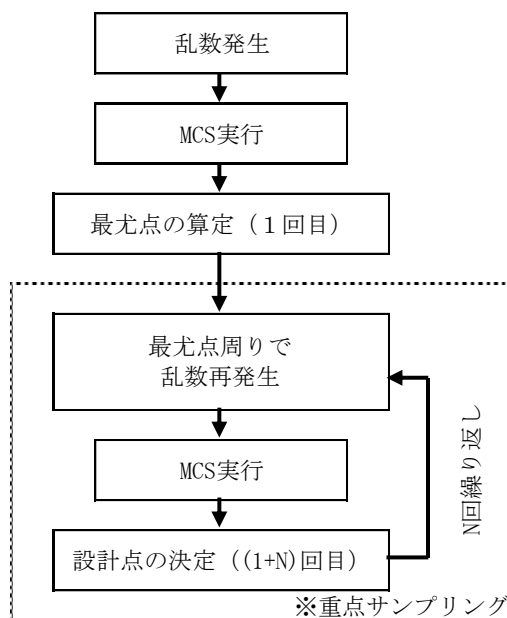 乱数発生
MCS実行
最尤点の算定（１回目）
最尤点周りで
乱数再発生
MCS実行
設計点の決定（(1+N)回目）
N回繰り返し
※重点サンプリング